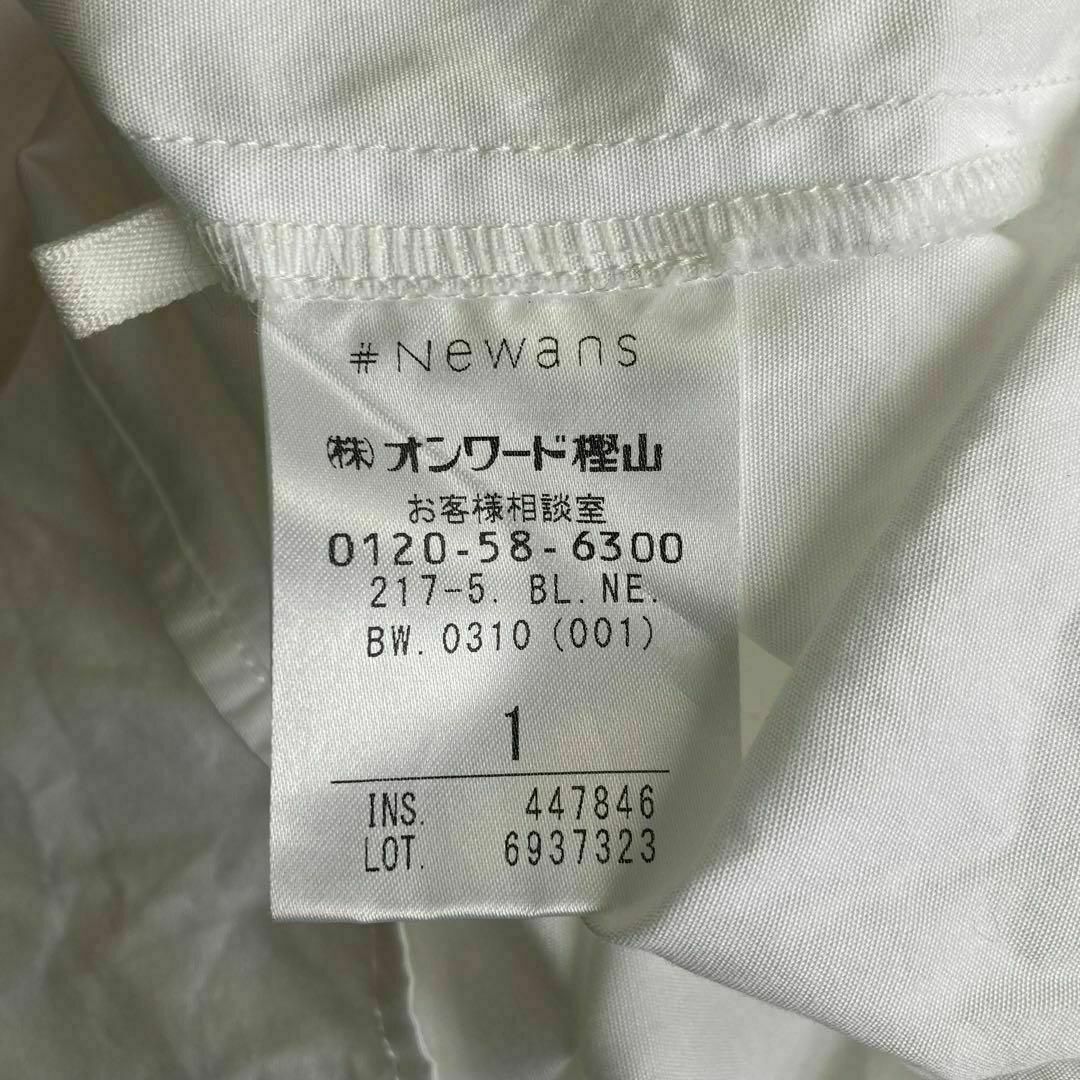 #Newans
㈱オンワード樫山
お客様相談室
0120-58-6300
217-5. BL. NE.
BW. 0310 (001)
1
INS. 447846
LOT. 6937323